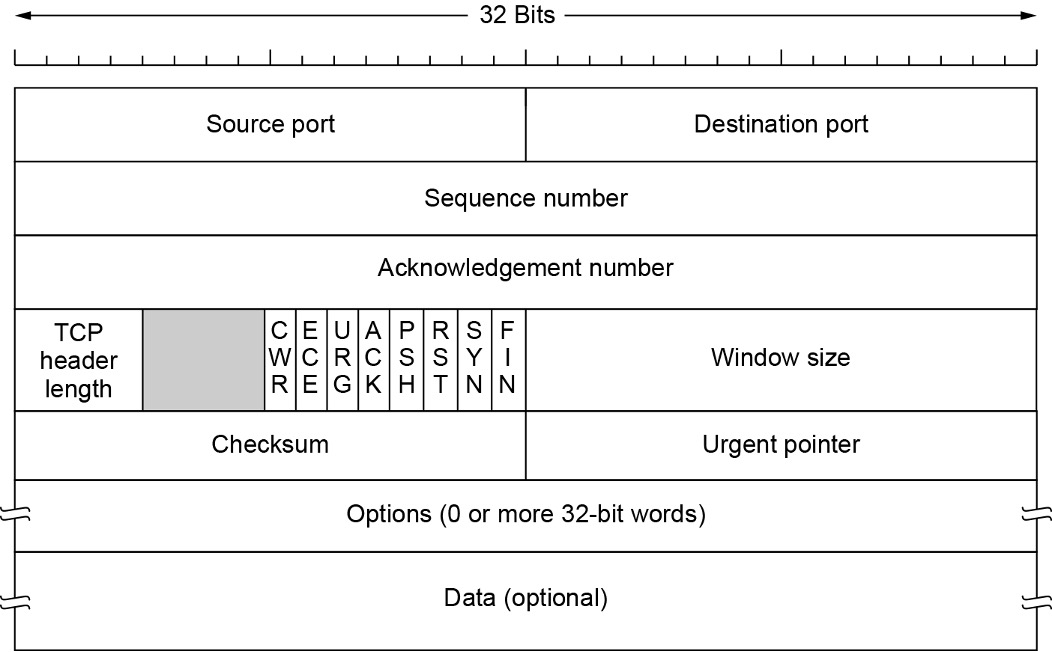 32 Bits
Source port
Destination port
Sequence number
Acknowledgement number
TCP
header
length
CWR
ECE
URG
ACK
PSH
RST
SYN
FIN
Window size
Checksum
Urgent pointer
Options (0 or more 32-bit words)
Data (optional)